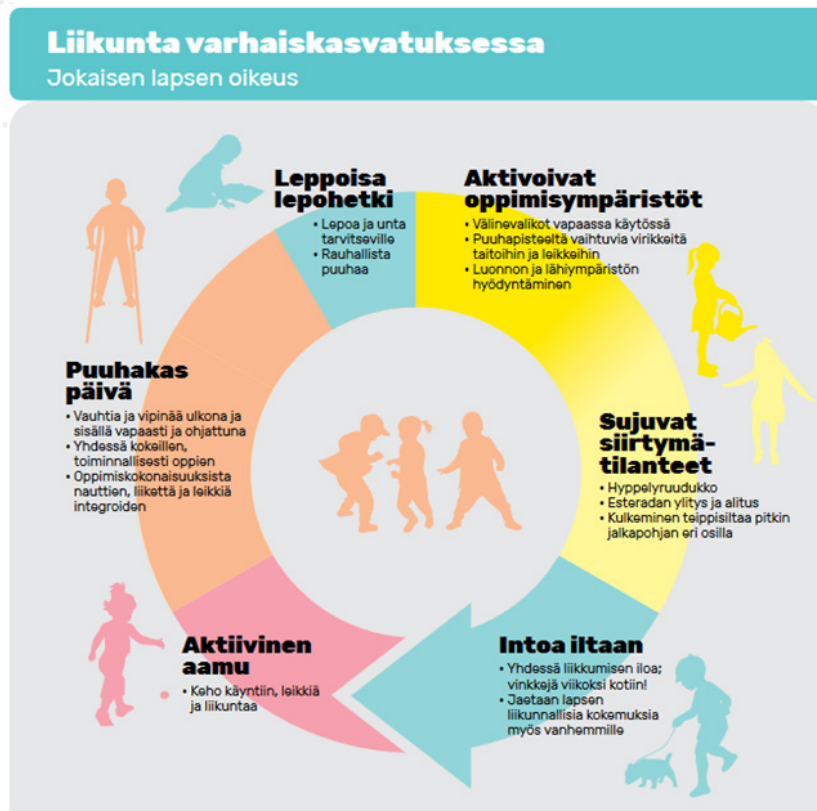 Liikunta varhaiskasvatuksessa
Jokaisen lapsen oikeus
Leppoisa
lepohetki
• Lepoa ja unta
tarvitseville
• Rauhallista
puuhaa
Aktivoivat
oppimisympäristöt
• Välinevalikot vapaassa käytössä
• Puuhapisteeltä vaihtuvia virikkeitä
taitoihin ja leikkeihin
• Luonnon ja lähiympäristön
hyödyntäminen
Puuhakas
päivä
• Vauhtia ja vipinää ulkona ja
sisällä vapaasti ja ohjattuna
• Yhdessä kokeillen,
toiminnallisesti oppien
• Oppimiskokonaisuuksista
nauttien, liikettä ja leikkiä
integroiden
Sujuvat
siirtymä-
tilanteet
• Hyppelyruudukko
• Esteradan ylitys ja alitus
• Kulkeminen teippisiltaa pitkin
jalkapohjan eri osilla
Aktiivinen
aamu
• Keho käyntiin, leikkiä
ja liikuntaa
Intoa iltaan
• Yhdessä liikkumisen iloa;
vinkkejä viikoksi kotiin!
• Jaetaan lapsen
liikunnallisia kokemuksia
myös vanhemmille